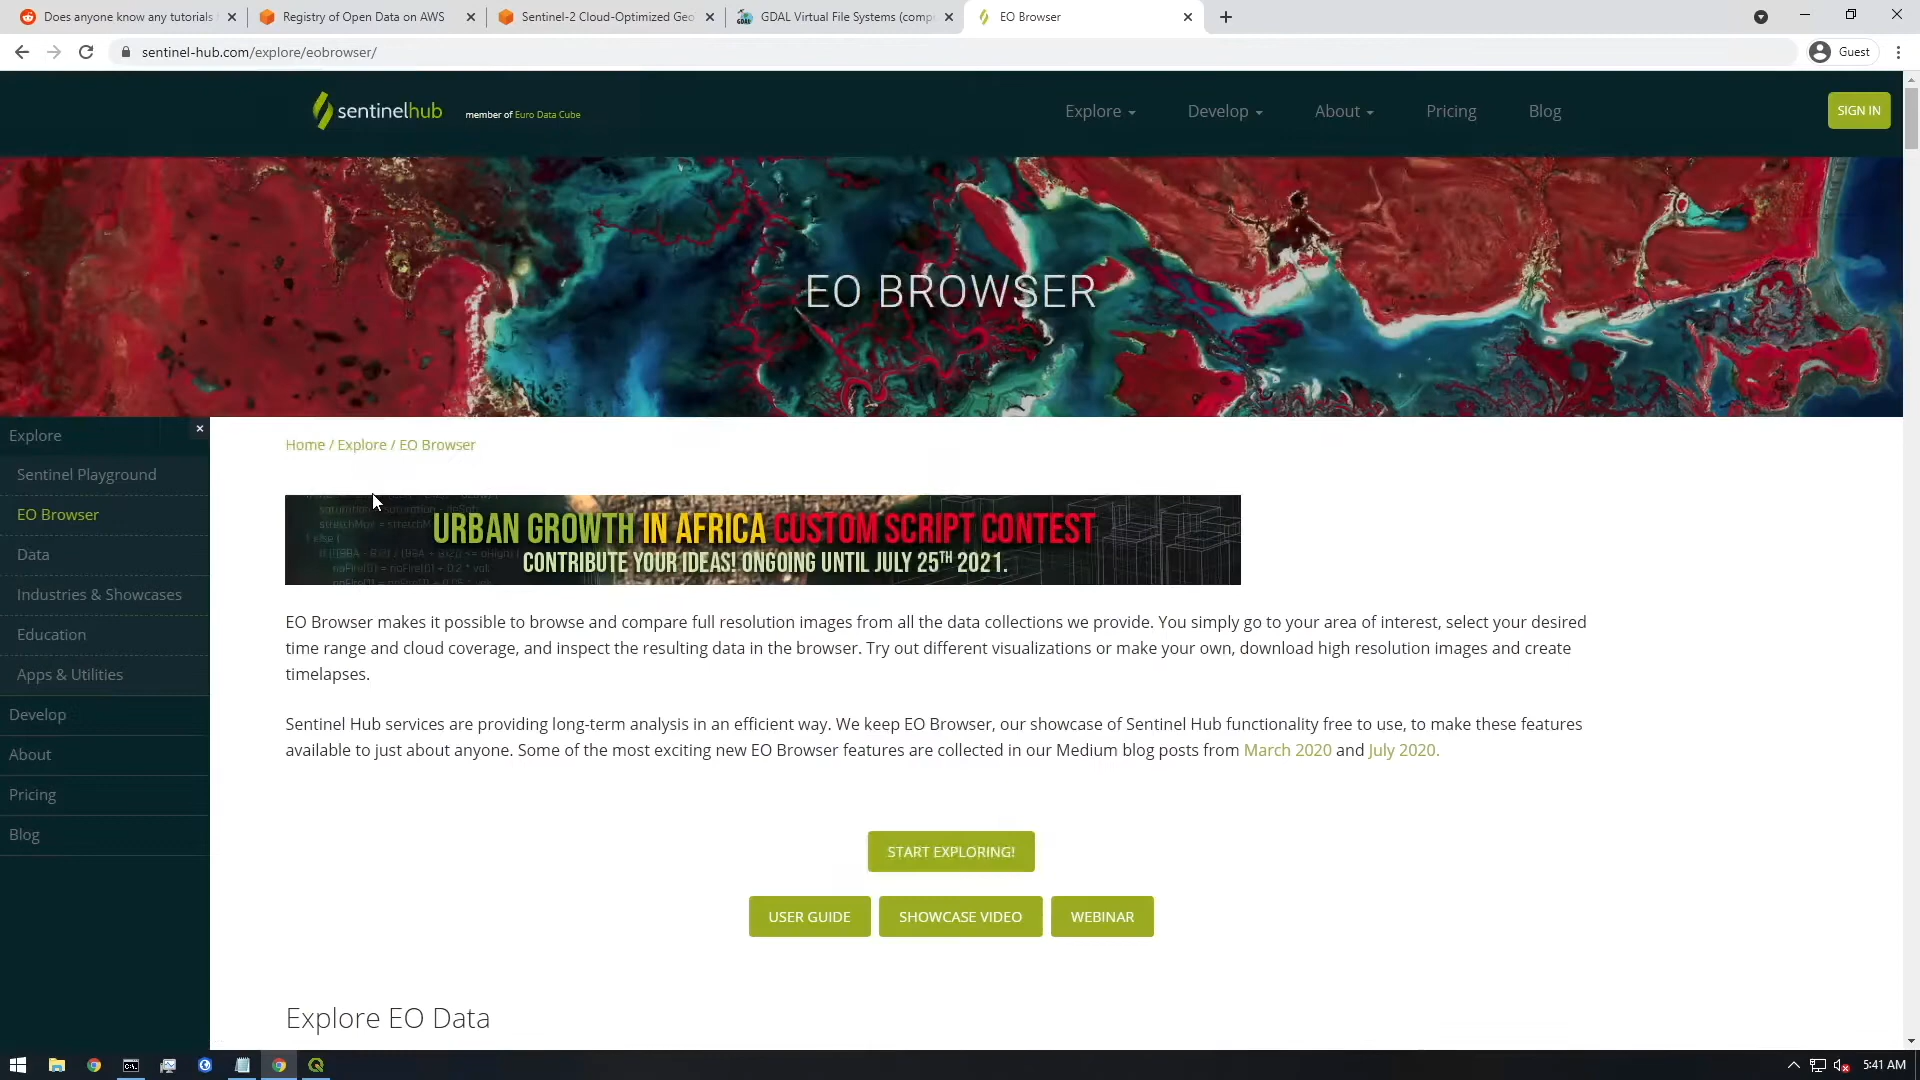 Does anyone know any tutorials
Registry of Open Data on AWS
Sentinel-2 Cloud-Optimized Geo
GDAL Virtual File Systems (comp
EO Browser
sentinel-hub.com/explore/eobrowser/
Guest
sentinelhub
member of Euro Data Cube
Explore
Develop
About
Pricing
Blog
SIGN IN
EO BROWSER
Explore
Sentinel Playground
EO Browser
Data
Industries & Showcases
Education
Apps & Utilities
Develop
About
Pricing
Blog
Home / Explore / EO Browser
URBAN GROWTH IN AFRICA CUSTOM SCRIPT CONTEST
CONTRIBUTE YOUR IDEAS! ONGOING UNTIL JULY 25TH 2021.
EO Browser makes it possible to browse and compare full resolution images from all the data collections we provide. You simply go to your area of interest, select your desired
time range and cloud coverage, and inspect the resulting data in the browser. Try out different visualizations or make your own, download high resolution images and create
timelapses.
Sentinel Hub services are providing long-term analysis in an efficient way. We keep EO Browser, our showcase of Sentinel Hub functionality free to use, to make these features
available to just about anyone. Some of the most exciting new EO Browser features are collected in our Medium blog posts from March 2020 and July 2020.
START EXPLORING!
USER GUIDE
SHOWCASE VIDEO
WEBINAR
Explore EO Data
5:41 AM